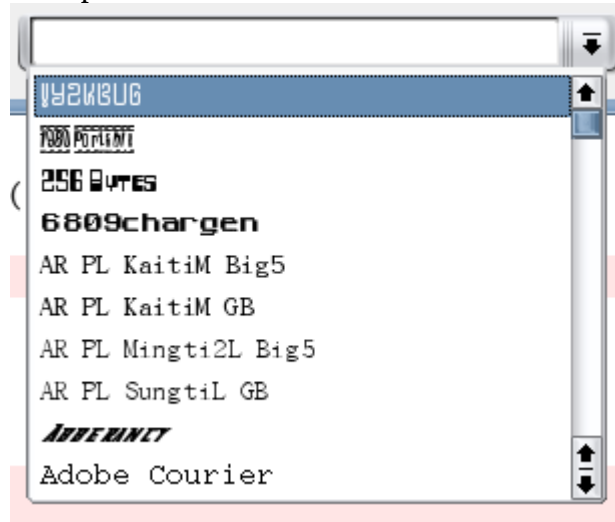 256 Bytes
6809chargen
AR PL KaitiM Big5
AR PL KaitiM GB
AR PL Mingti2L Big5
AR PL SungtiL GB
Abberancy
Adobe Courier